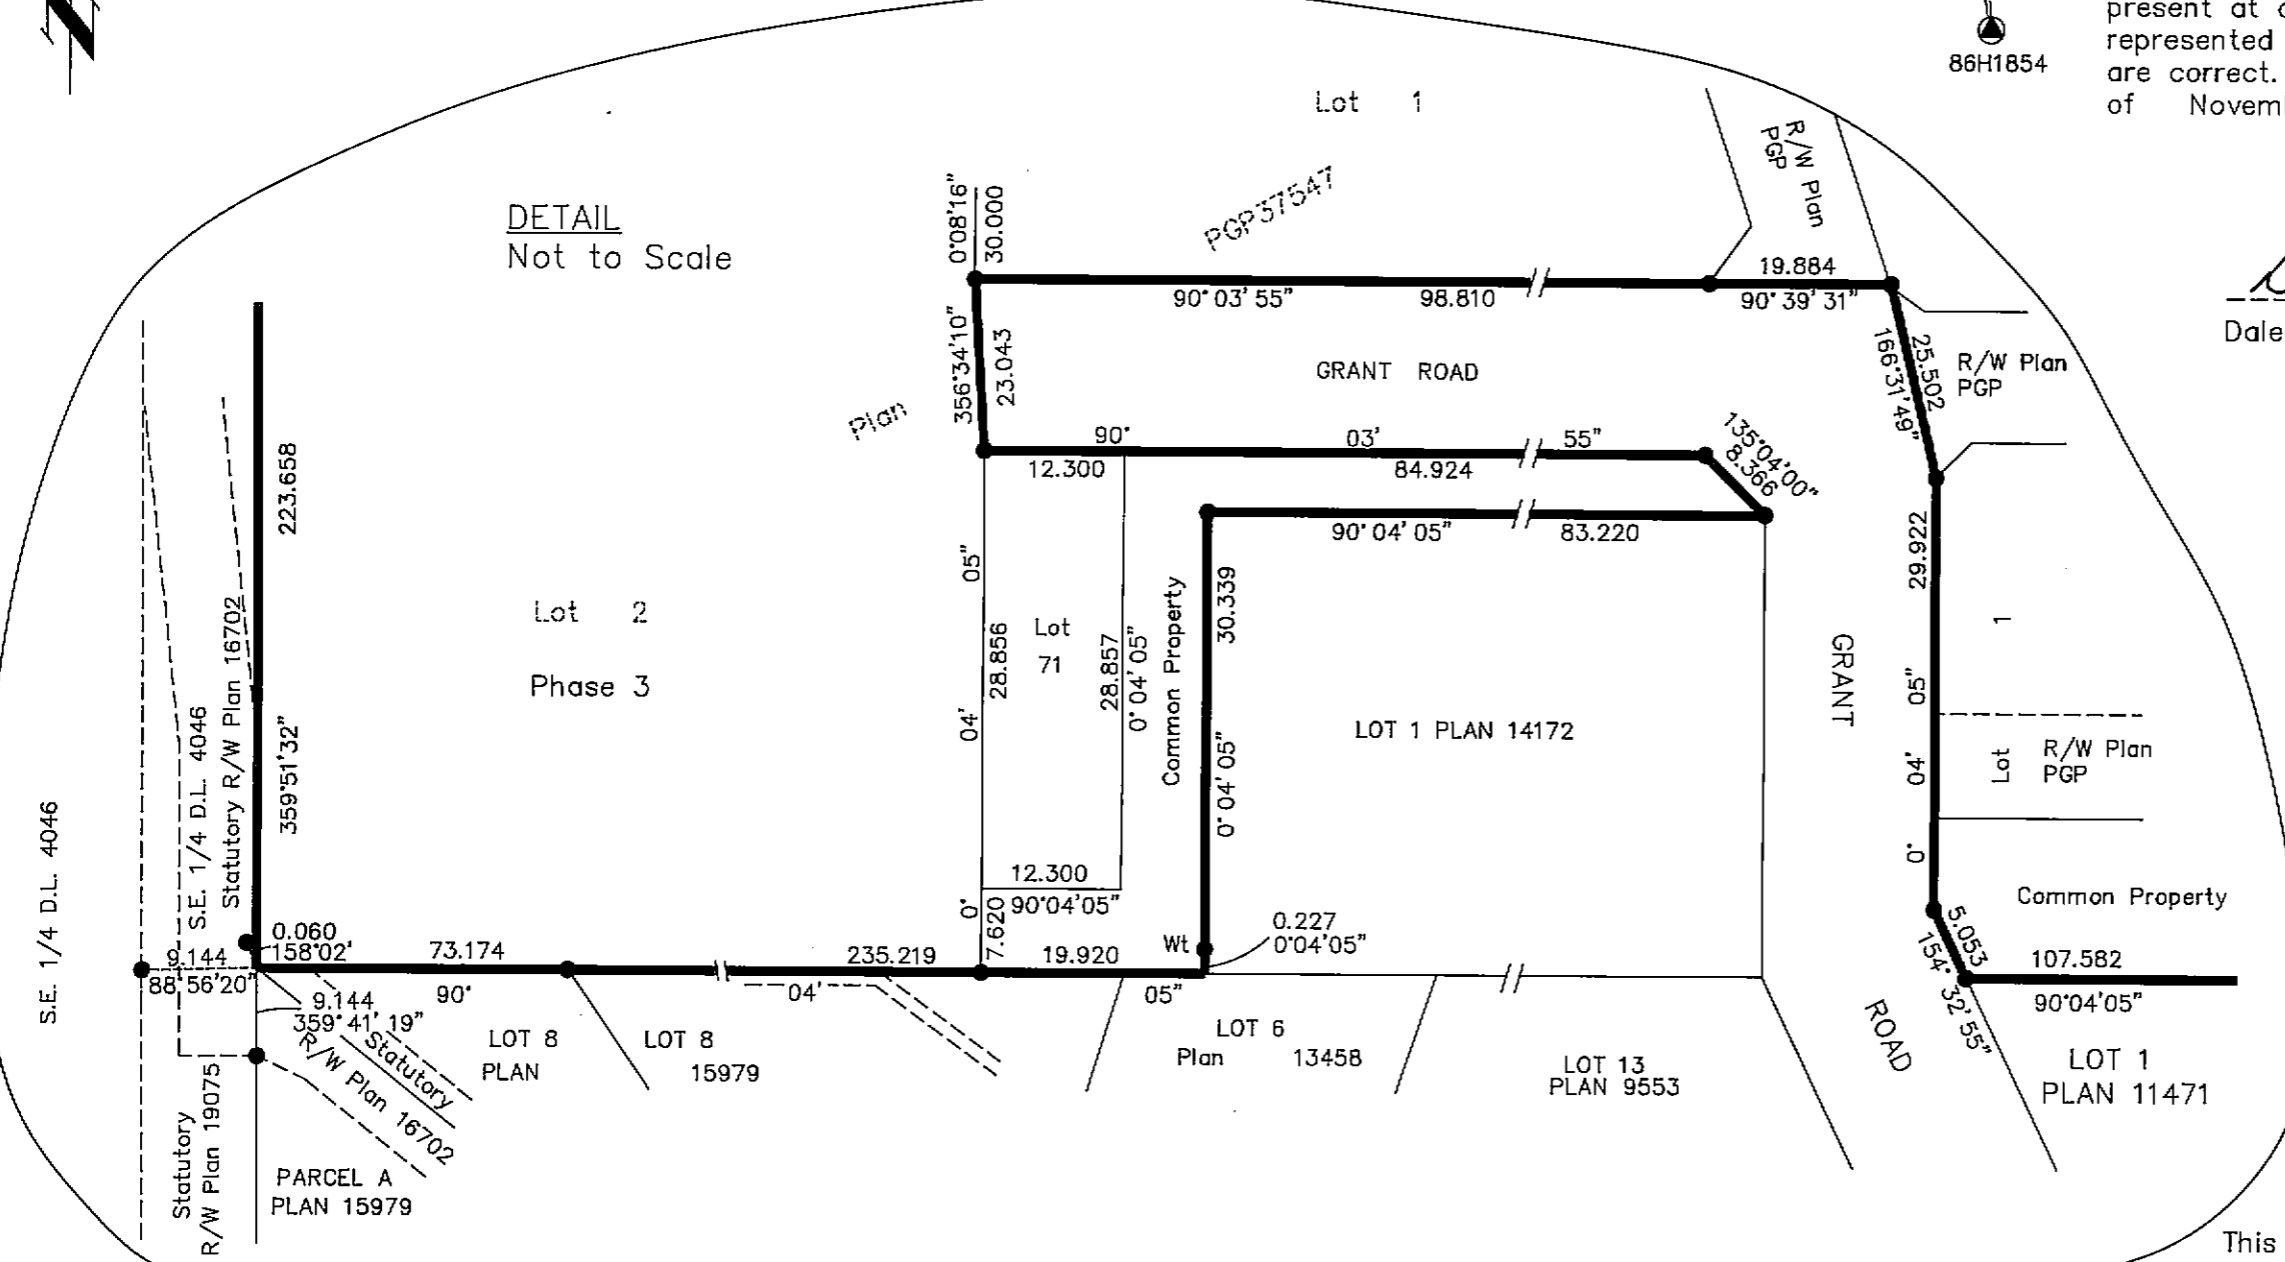 present at
represented
are correct.
of Novem
86H1854
Lot 1
R/W Plan
PGP
PGP37547
DETAIL
Not to Scale
0°08'16"
30.000
19.884
90° 03' 55" 98.810
90° 39' 31"
356°34'10"
23.043
GRANT ROAD
166°31'49"
25.502
R/W Plan
PGP
Dale
Plan
90° 03' 55"
12.300
84.924
135°04'00"
8.366
223.658
90° 04' 05" 83.220
29.922
0° 04' 05"
Lot 2
Phase 3
0° 04' 05"
28.856
Lot
71
28.857
0° 04' 05"
Common Property
30.339
0° 04' 05"
LOT 1 PLAN 14172
GRANT
ROAD
Lot 1
R/W Plan
PGP
359°51'32"
S.E. 1/4 D.L. 4046
S.E. 1/4 D.L. 4046
Statutory R/W Plan 16702
12.300
90°04'05"
7.620
Common Property
0.060
158°02'
9.144
88°56'20"
73.174
235.219
19.920
Wt
0.227
0°04'05"
5.053
154° 32' 55"
107.582
90°04'05"
90° 04' 05"
9.144
359° 41' 19"
Statutory
R/W Plan 16702
LOT 8
PLAN
LOT 8
15979
LOT 6
Plan 13458
LOT 13
PLAN 9553
LOT 1
PLAN 11471
Statutory
R/W Plan 19075
PARCEL A
PLAN 15979
This